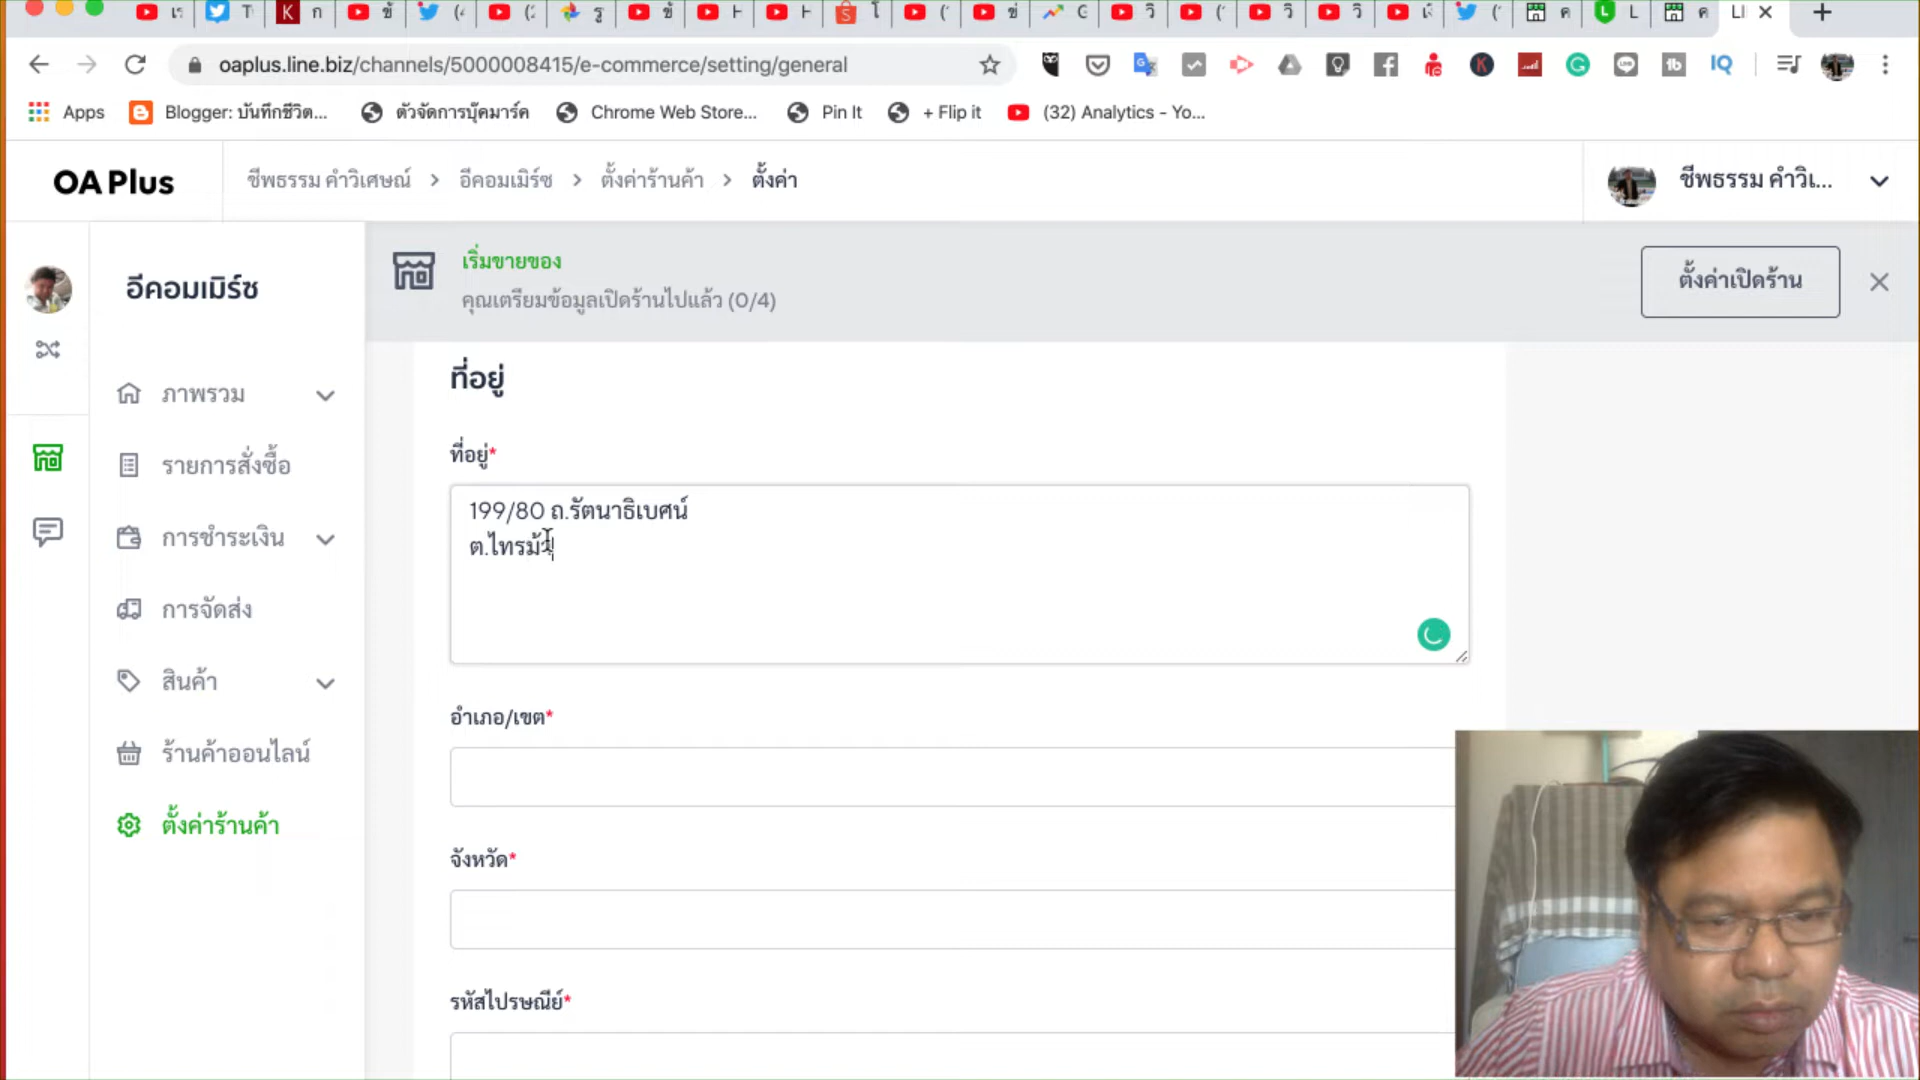 oaplus.line.biz/channels/5000008415/e-commerce/setting/general
Apps
Blogger: บันทึกชีวิต...
ตัวจัดการบุ๊คมาร์ค
Chrome Web Store...
Pin It
+ Flip it
(32) Analytics - Yo...
OA Plus
ชีพธรรม คำวิเศษณ์ > อีคอมเมิร์ซ > ตั้งค่าร้านค้า > ตั้งค่า
ชีพธรรม คำวิเ...
อีคอมเมิร์ซ
เริ่มขายของ
คุณเตรียมข้อมูลเปิดร้านไปแล้ว (0/4)
ตั้งค่าเปิดร้าน
ภาพรวม
รายการสั่งซื้อ
การชำระเงิน
การจัดส่ง
สินค้า
ร้านค้าออนไลน์
ตั้งค่าร้านค้า
ที่อยู่
ที่อยู่*
199/80 ถ.รัตนาธิเบศน์
ต.ไทรม้า
อำเภอ/เขต*
จังหวัด*
รหัสไปรษณีย์*